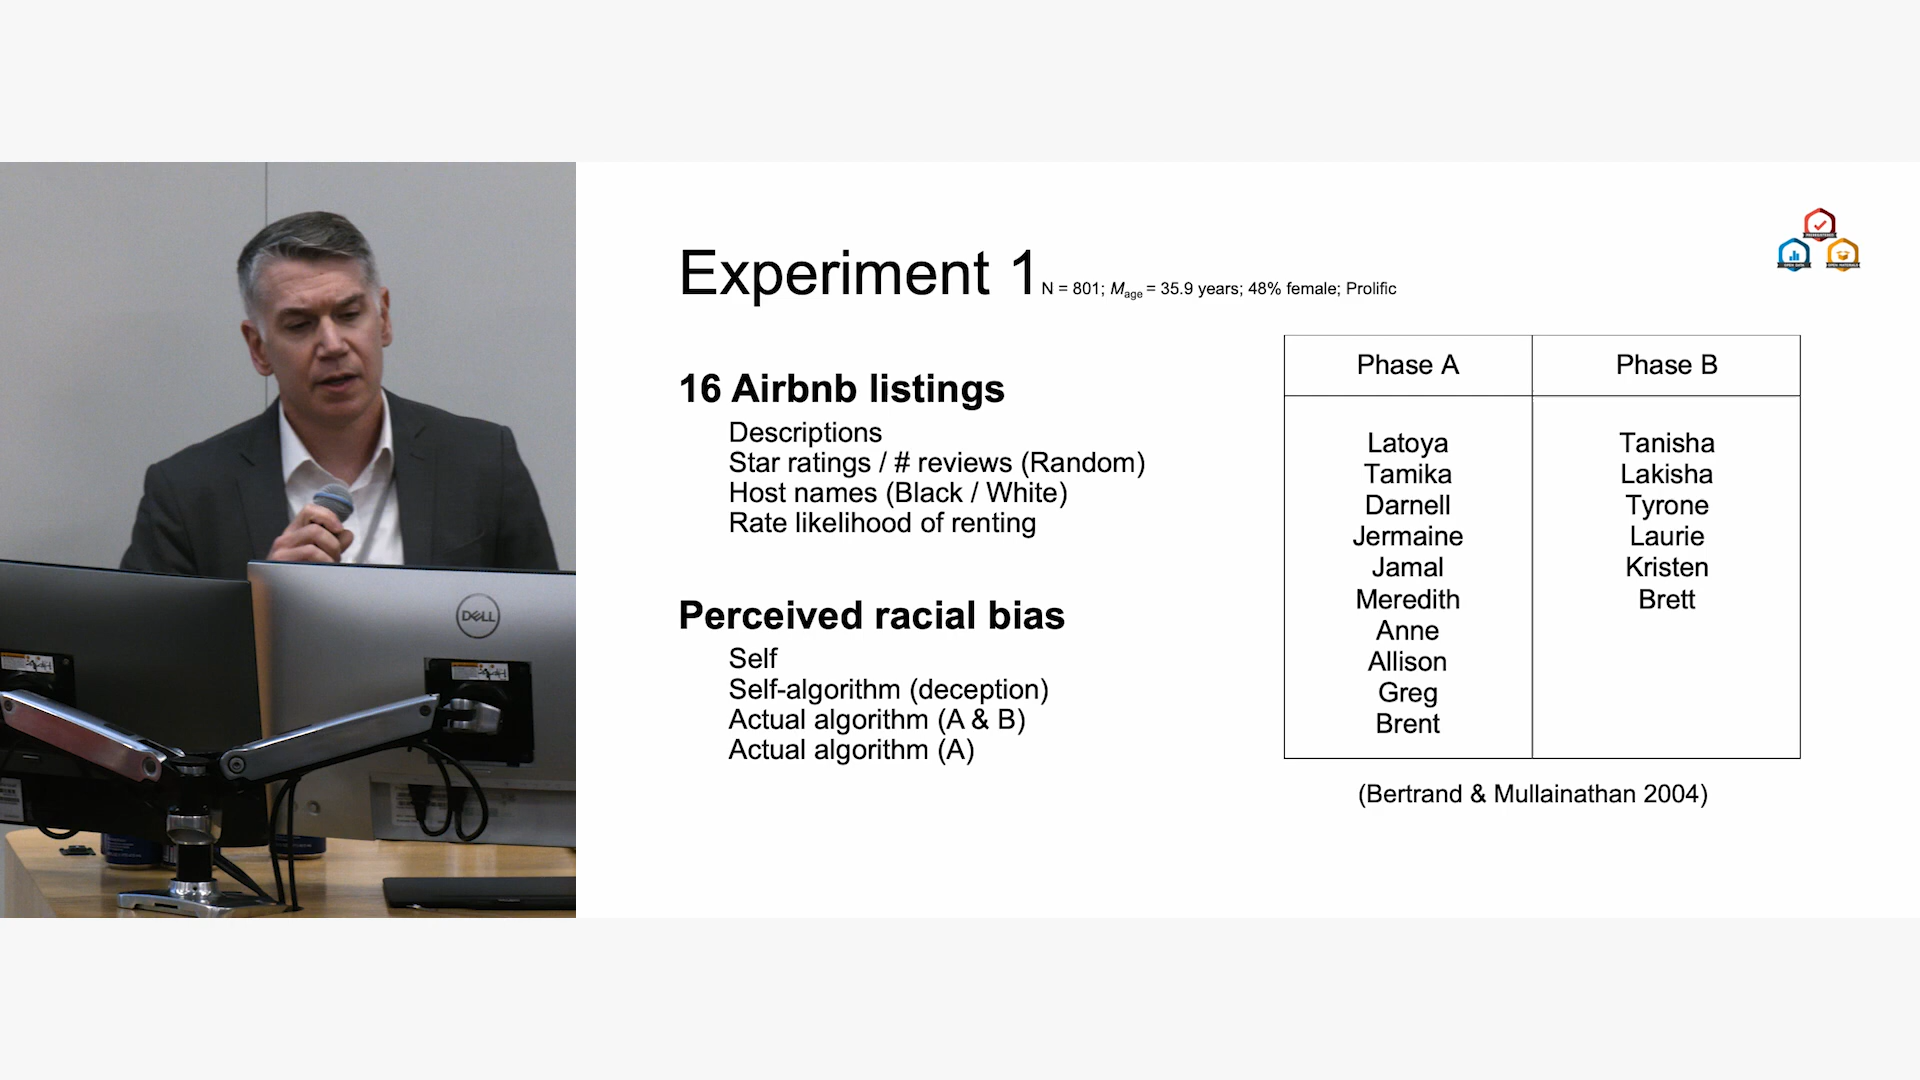 Experiment 1 N = 801; Mage = 35.9 years; 48% female; Prolific
16 Airbnb listings
Descriptions
Star ratings / # reviews (Random)
Host names (Black / White)
Rate likelihood of renting
Perceived racial bias
Self
Self-algorithm (deception)
Actual algorithm (A & B)
Actual algorithm (A)
Phase A
Latoya
Tamika
Darnell
Jermaine
Jamal
Meredith
Anne
Allison
Greg
Brent
Phase B
Tanisha
Lakisha
Tyrone
Laurie
Kristen
Brett
(Bertrand & Mullainathan 2004)
DELL